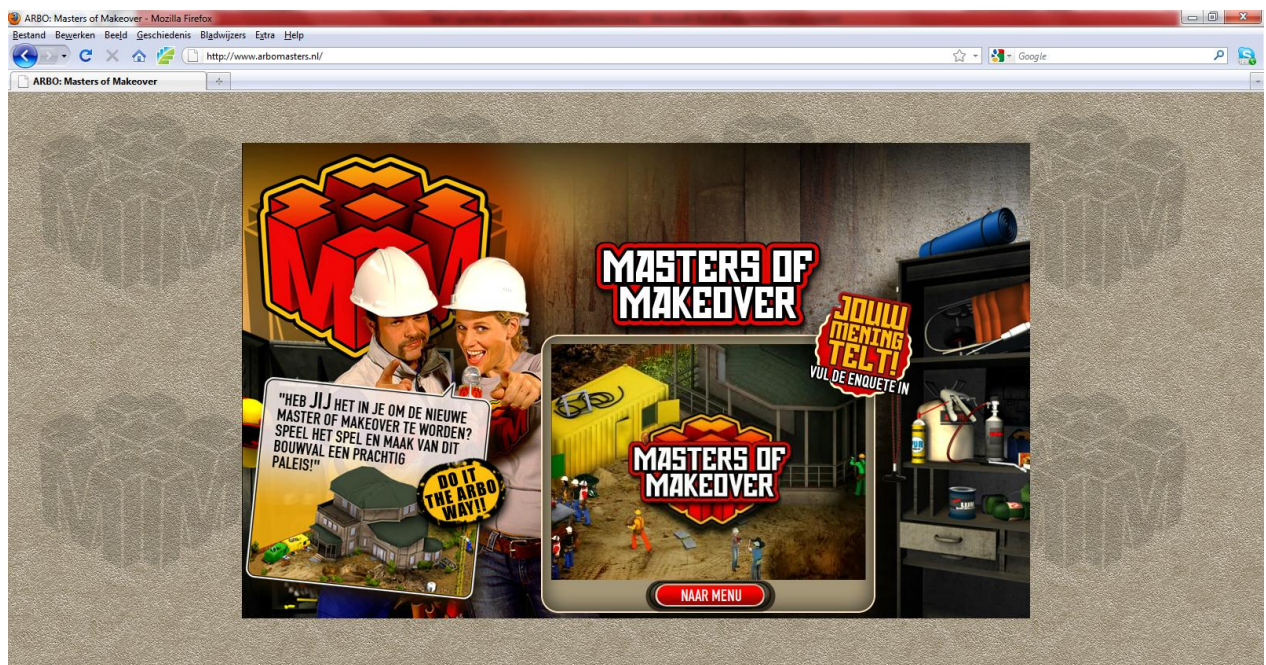 ARBO: Masters of Makeover - Mozilla Firefox
Bestand Bewerken Beeld Geschiedenis Bladwijzers Extra Help
http://www.arbomasters.nl/
Google
ARBO: Masters of Makeover
MTM
MASTERS OF
MAKEOVER
JOUW
MENING
TELT!
VUL DE ENQUETE IN
"HEB JIJ HET IN JE OM DE NIEUWE
MASTER OF MAKEOVER TE WORDEN?
SPEEL HET SPEL EN MAAK VAN DIT
BOUWVAL EEN PRACHTIG
PALEIS!"
DO IT
THE ARBO
WAY!!
MASTERS OF
MAKEOVER
NAAR MENU
PUR